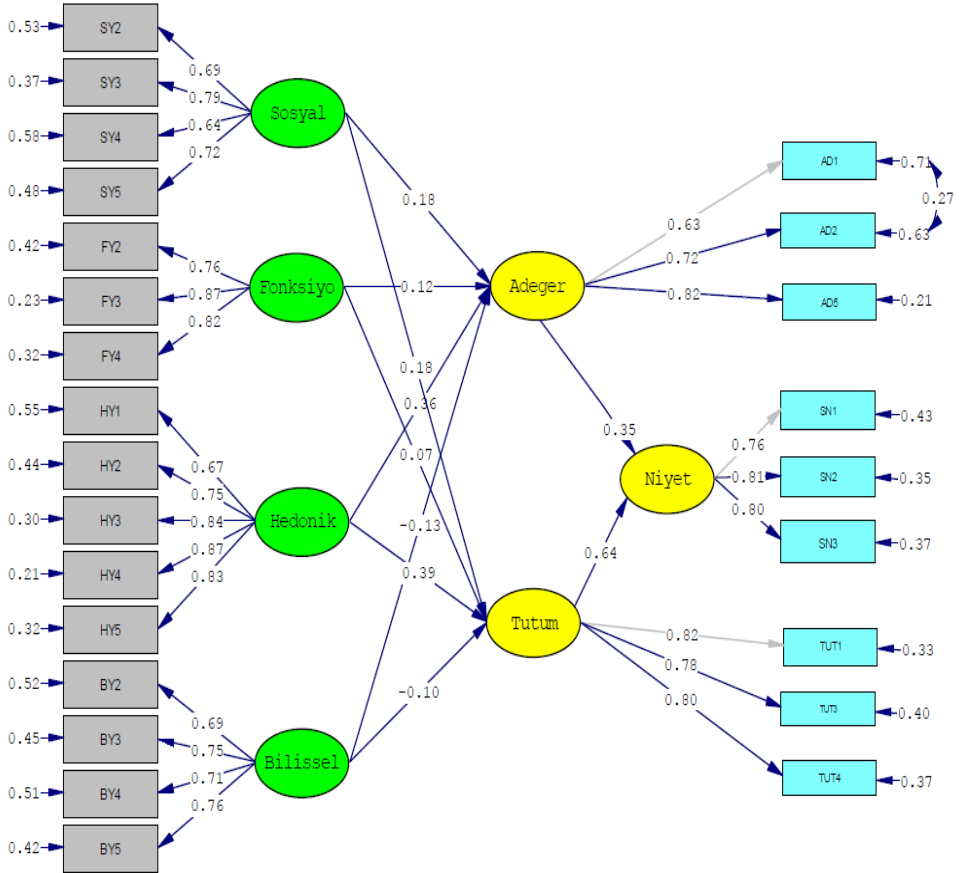 0.53
SY2
0.69
0.37
SY3
0.79
0.58
SY4
0.64
0.48
SY5
0.72
0.42
FY2
0.76
0.23
FY3
0.87
0.32
FY4
0.82
0.55
HY1
0.67
0.44
HY2
0.75
0.30
HY3
0.84
0.21
HY4
0.87
0.32
HY5
0.83
0.52
BY2
0.69
0.45
BY3
0.75
0.51
BY4
0.71
0.42
BY5
0.76
Sosyal
Fonksiyo
Hedonik
Bilissel
0.18
0.12
0.18
0.36
0.07
-0.13
0.39
-0.10
Adeger
Niyet
Tutum
0.35
0.64
0.63
AD1
0.71
0.27
0.72
AD2
0.63
0.82
AD5
0.21
0.76
SN1
0.43
0.81
SN2
0.35
0.80
SN3
0.37
0.82
TUT1
0.33
0.78
TUT3
0.40
0.80
TUT4
0.37